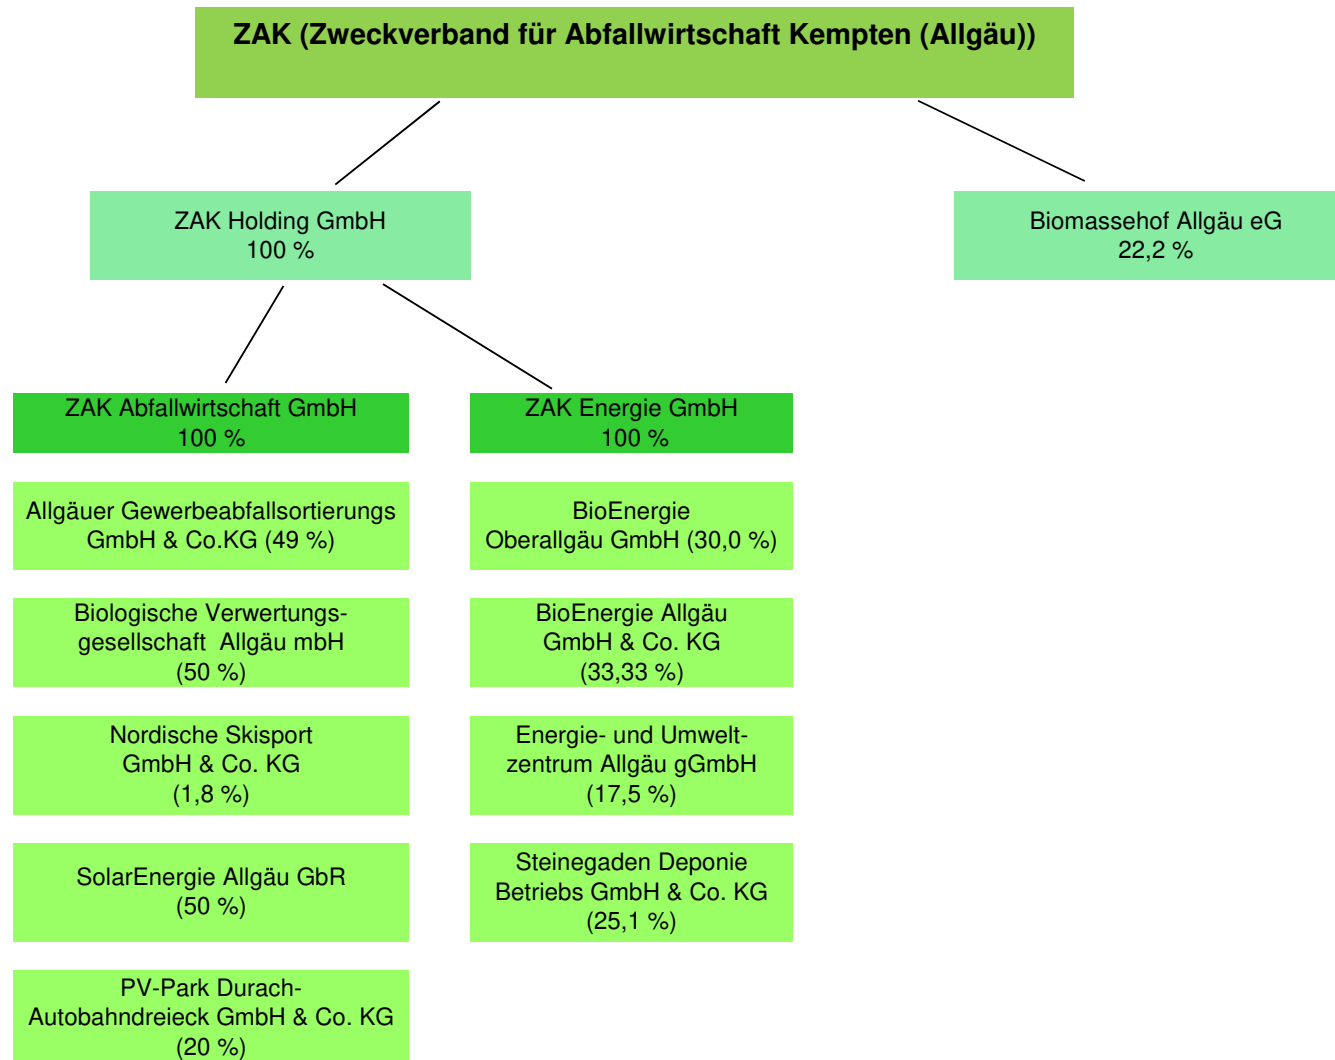 ZAK (Zweckverband für Abfallwirtschaft Kempten (Allgäu))
ZAK Holding GmbH
100 %
Biomassehof Allgäu eG
22,2 %
ZAK Abfallwirtschaft GmbH
100 %
ZAK Energie GmbH
100 %
Allgäuer Gewerbeabfallsortierungs
GmbH & Co.KG (49 %)
BioEnergie
Oberallgäu GmbH (30,0 %)
Biologische Verwertungs-
gesellschaft Allgäu mbH
(50 %)
BioEnergie Allgäu
GmbH & Co. KG
(33,33 %)
Nordische Skisport
GmbH & Co. KG
(1,8 %)
Energie- und Umwelt-
zentrum Allgäu gGmbH
(17,5 %)
SolarEnergie Allgäu GbR
(50 %)
Steinegaden Deponie
Betriebs GmbH & Co. KG
(25,1 %)
PV-Park Durach-
Autobahndreieck GmbH & Co. KG
(20 %)